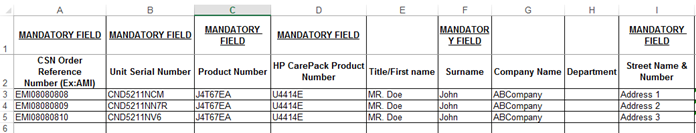 A B C D E F G H I
1 MANDATORY FIELD MANDATORY FIELD MANDATORY FIELD MANDATORY FIELD MANDATORY FIELD MANDATORY FIELD
2 CSN Order Reference Number (Ex:AMI) Unit Serial Number Product Number HP CarePack Product Number Title/First name Surname Company Name Department Street Name & Number
3 EMI08080808 CND5211NCM J4T67EA U4414E MR. Doe John ABCompany Address 1
4 EMI08080809 CND5211NN7R J4T67EA U4414E MR. Doe John ABCompany Address 2
5 EMI08080810 CND5211NV6 J4T67EA U4414E MR. Doe John ABCompany Address 3
6